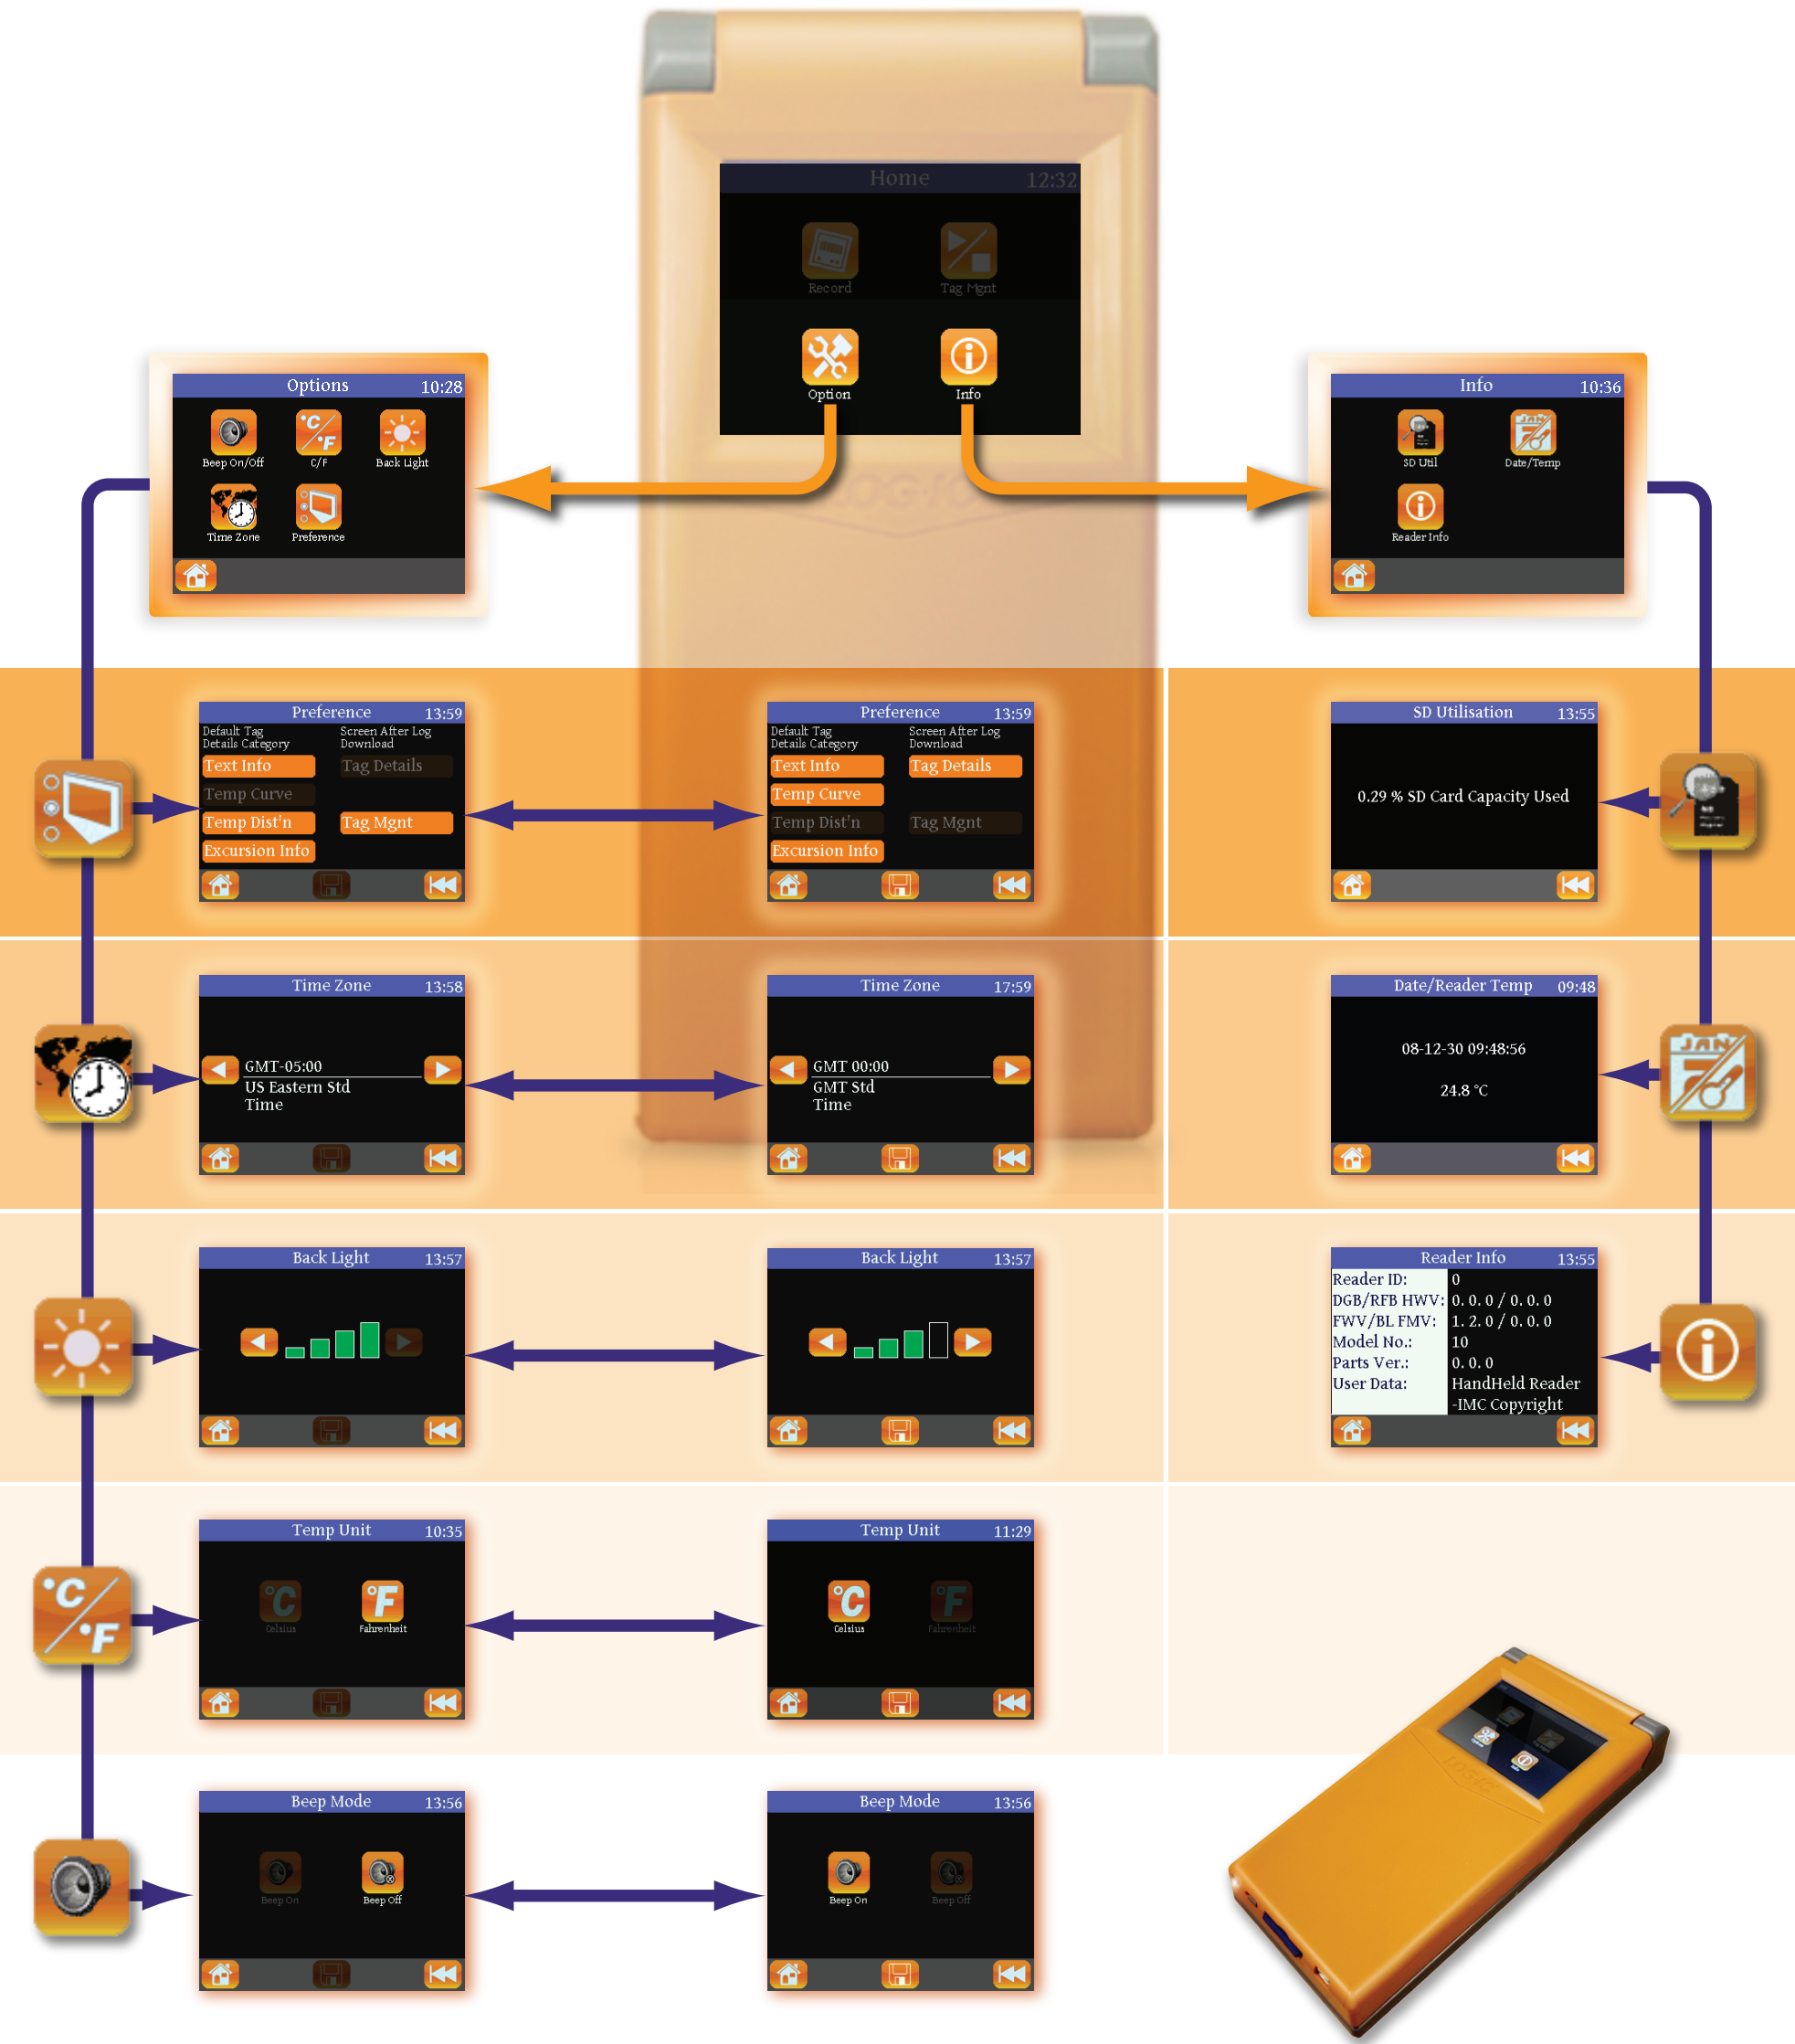 Home 12:32
Record Tag Mgnt
Option Info
LOGIC
Options 10:28
°C
°F
Beep On/Off C/F Back Light
Time Zone Preference
Info 10:36
JAN
SD Util Date/Temp
Reader Info
Preference 13:59
Default Tag Screen After Log
Details Category Download
Text Info Tag Details
Temp Curve
Temp Dist'n Tag Mgnt
Excursion Info
Preference 13:59
Default Tag Screen After Log
Details Category Download
Text Info Tag Details
Temp Curve
Temp Dist'n Tag Mgnt
Excursion Info
SD Utilisation 13:55
0.29 % SD Card Capacity Used
Time Zone 13:58
GMT-05:00
US Eastern Std
Time
Time Zone 17:59
GMT 00:00
GMT Std
Time
Date/Reader Temp 09:48
08-12-30 09:48:56
24.8 °C
JAN
Back Light 13:57
Back Light 13:57
Reader Info 13:55
Reader ID: 0
DGB/RFB HWV: 0. 0. 0 / 0. 0. 0
FWV/BL FMV: 1. 2. 0 / 0. 0. 0
Model No.: 10
Parts Ver.: 0. 0. 0
User Data: HandHeld Reader
-IMC Copyright
°C
°F
Temp Unit 10:35
°C °F
Celsius Fahrenheit
Temp Unit 11:29
°C °F
Celsius Fahrenheit
Beep Mode 13:56
Beep On Beep Off
Beep Mode 13:56
Beep On Beep Off
LOGIC